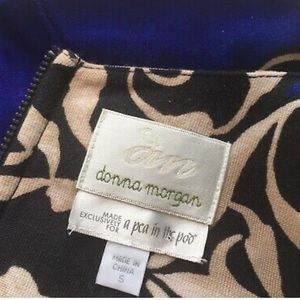 dm
donna morgan
MADE
EXCLUSIVELY
FOR
a pea in the pod
MADE IN
CHINA
S